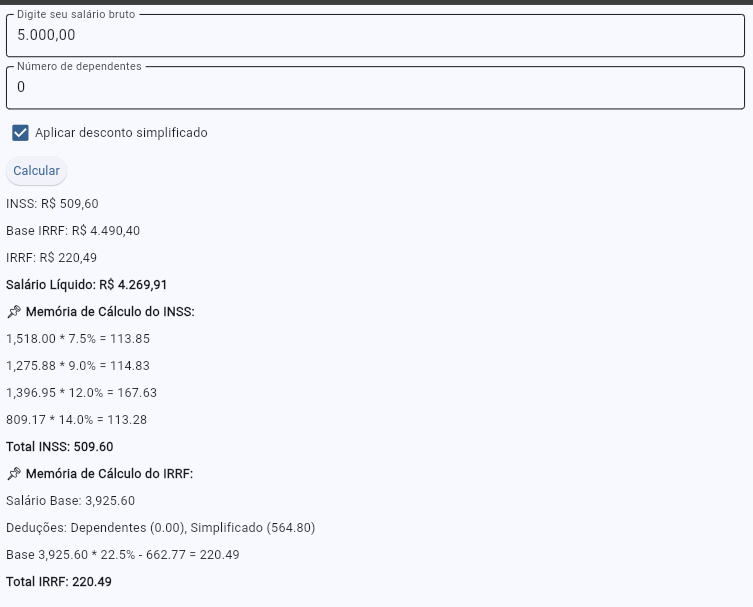 Digite seu salário bruto
5.000,00
Número de dependentes
0
Aplicar desconto simplificado
Calcular
INSS: R$ 509,60
Base IRRF: R$ 4.490,40
IRRF: R$ 220,49
Salário Líquido: R$ 4.269,91
📌 Memória de Cálculo do INSS:
1,518.00 * 7.5% = 113.85
1,275.88 * 9.0% = 114.83
1,396.95 * 12.0% = 167.63
809.17 * 14.0% = 113.28
Total INSS: 509.60
📌 Memória de Cálculo do IRRF:
Salário Base: 3,925.60
Deduções: Dependentes (0.00), Simplificado (564.80)
Base 3,925.60 * 22.5% - 662.77 = 220.49
Total IRRF: 220.49